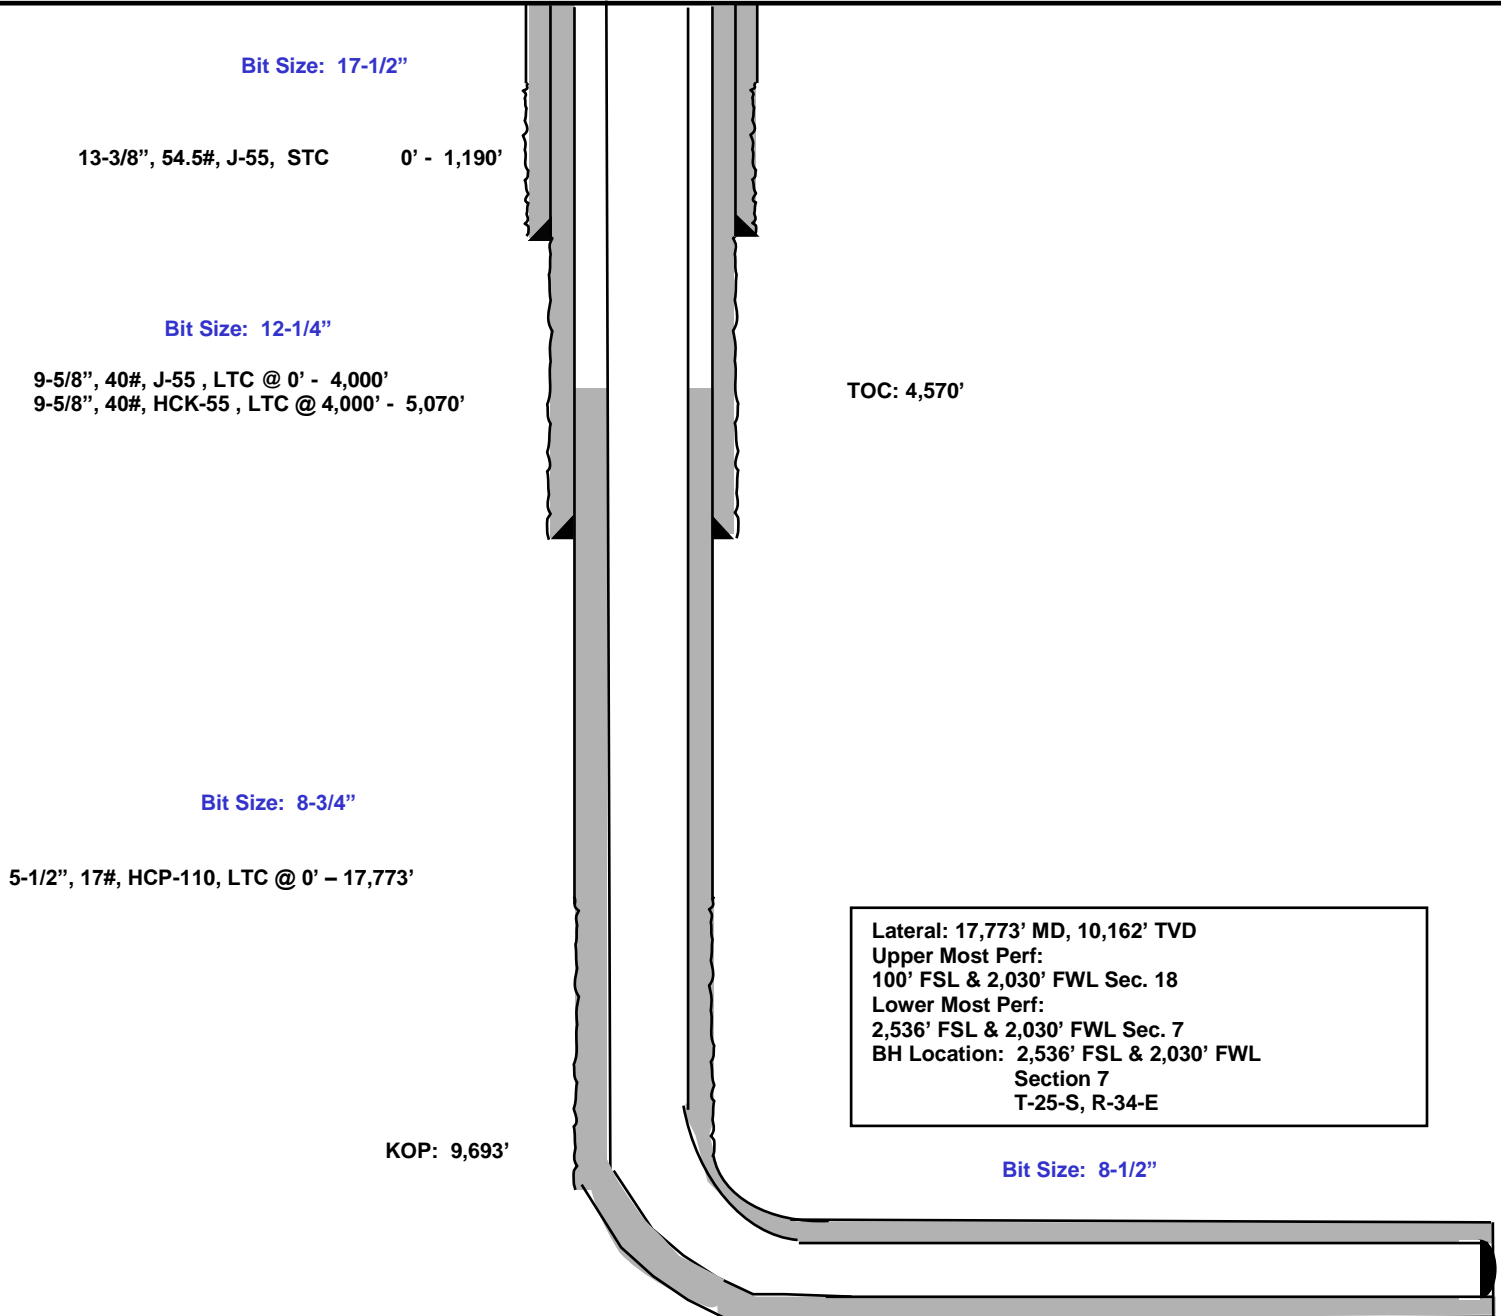 Bit Size: 17-1/2”
13-3/8”, 54.5#, J-55, STC 0’ - 1,190’
Bit Size: 12-1/4”
9-5/8”, 40#, J-55 , LTC @ 0’ - 4,000’
9-5/8”, 40#, HCK-55 , LTC @ 4,000’ - 5,070’
TOC: 4,570’
Bit Size: 8-3/4”
5-1/2”, 17#, HCP-110, LTC @ 0’ – 17,773’
Lateral: 17,773’ MD, 10,162’ TVD
Upper Most Perf:
100’ FSL & 2,030’ FWL Sec. 18
Lower Most Perf:
2,536’ FSL & 2,030’ FWL Sec. 7
BH Location: 2,536’ FSL & 2,030’ FWL
Section 7
T-25-S, R-34-E
KOP: 9,693’
Bit Size: 8-1/2”